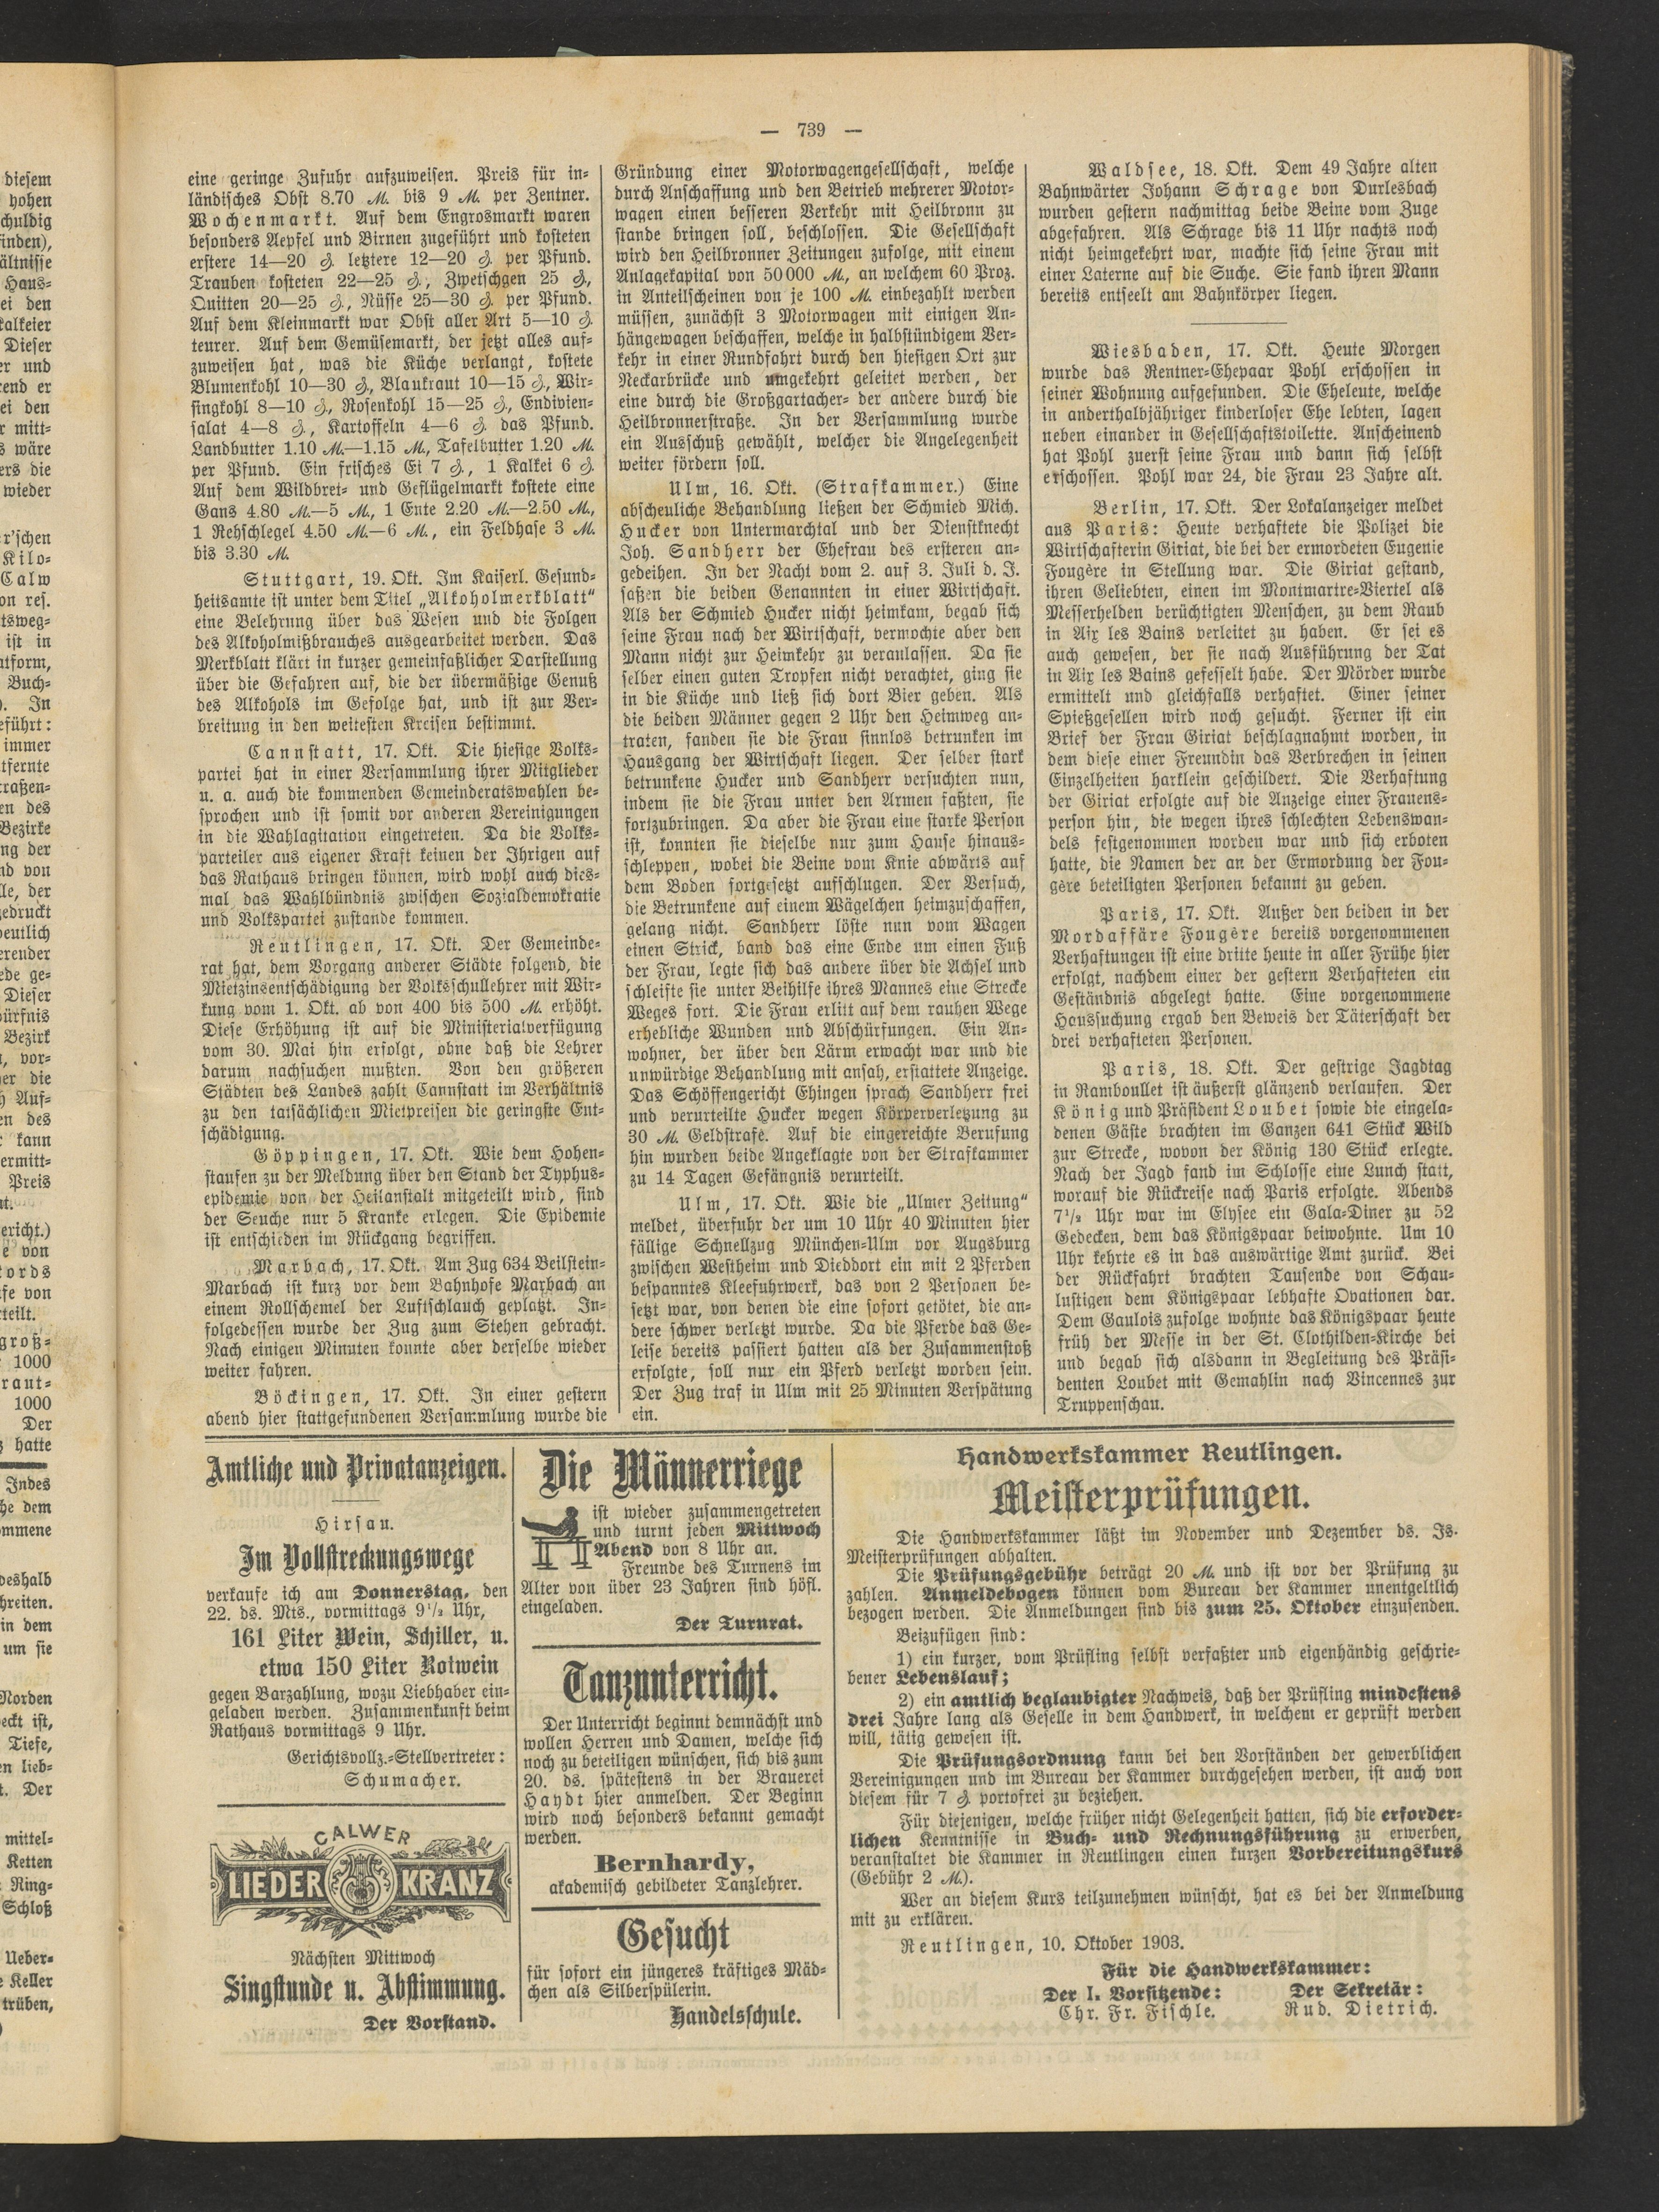 — 739 —
eine geringe Zufuhr aufzuweisen. Preis für in-
ländisches Obst 8.70 M. bis 9 M. per Zentner.
Wochenmarkt. Auf dem Engrosmarkt waren
besonders Aepfel und Birnen zugeführt und kosteten
erstere 14—20 ₰. letztere 12—20 ₰. per Pfund.
Trauben kosteten 22—25 ₰., Zwetschgen 25 ₰.,
Quitten 20—25 ₰., Nüsse 25—30 ₰. per Pfund.
Auf dem Kleinmarkt war Obst aller Art 5—10 ₰.
teurer. Auf dem Gemüsemarkt, der jetzt alles auf-
zuweisen hat, was die Küche verlangt, kostete
Blumenkohl 10—30 ₰., Blaukraut 10—15 ₰., Wir-
singkohl 8—10 ₰., Rosenkohl 15—25 ₰., Endivien-
salat 4—8 ₰., Kartoffeln 4—6 ₰. das Pfund.
Landbutter 1.10 M.—1.15 M., Tafelbutter 1.20 M.
per Pfund. Ein frisches Ei 7 ₰., 1 Kalkei 6 ₰.
Auf dem Wildbret- und Geflügelmarkt kostete eine
Gans 4.80 M.—5 M., 1 Ente 2.20 M.—2.50 M.,
1 Rehschlegel 4.50 M.—6 M., ein Feldhase 3 M.
bis 3.30 M.
Stuttgart, 19. Okt. Im Kaiserl. Gesund-
heitsamte ist unter dem Titel „Alkoholmerkblatt“
eine Belehrung über das Wesen und die Folgen
des Alkoholmißbrauches ausgearbeitet werden. Das
Merkblatt klärt in kurzer gemeinfaßlicher Darstellung
über die Gefahren auf, die der übermäßige Genuß
des Alkohols im Gefolge hat, und ist zur Ver-
breitung in den weitesten Kreisen bestimmt.
Cannstatt, 17. Okt. Die hiesige Volks-
partei hat in einer Versammlung ihrer Mitglieder
u. a. auch die kommenden Gemeinderatswahlen be-
sprochen und ist somit vor anderen Vereinigungen
in die Wahlagitation eingetreten. Da die Volks-
parteiler aus eigener Kraft keinen der Ihrigen auf
das Rathaus bringen können, wird wohl auch dies-
mal das Wahlbündnis zwischen Sozialdemokratie
und Volkspartei zustande kommen.
Reutlingen, 17. Okt. Der Gemeinde-
rat hat, dem Vorgang anderer Städte folgend, die
Mietzinsentschädigung der Volksschullehrer mit Wir-
kung vom 1. Okt. ab von 400 bis 500 M. erhöht.
Diese Erhöhung ist auf die Ministerialverfügung
vom 30. Mai hin erfolgt, ohne daß die Lehrer
darum nachsuchen mußten. Von den größeren
Städten des Landes zahlt Cannstatt im Verhältnis
zu den tatsächlichen Mietpreisen die geringste Ent-
schädigung.
Göppingen, 17. Okt. Wie dem Hohen-
staufen zu der Meldung über den Stand der Typhus-
epidemie von der Heilanstalt mitgeteilt wird, sind
der Seuche nur 5 Kranke erlegen. Die Epidemie
ist entschieden im Rückgang begriffen.
Marbach, 17. Okt. Am Zug 634 Beilstein-
Marbach ist kurz vor dem Bahnhofe Marbach an
einem Rollschemel der Luftschlauch geplatzt. In-
folgedessen wurde der Zug zum Stehen gebracht.
Nach einigen Minuten konnte aber derselbe wieder
weiter fahren.
Böckingen, 17. Okt. In einer gestern
abend hier stattgefundenen Versammlung wurde die
Gründung einer Motorwagengesellschaft, welche
durch Anschaffung und den Betrieb mehrerer Motor-
wagen einen besseren Verkehr mit Heilbronn zu
stande bringen soll, beschlossen. Die Gesellschaft
wird den Heilbronner Zeitungen zufolge, mit einem
Anlagekapital von 50000 M., an welchem 60 Proz.
in Anteilscheinen von je 100 M. einbezahlt werden
müssen, zunächst 3 Motorwagen mit einigen An-
hängewagen beschaffen, welche in halbstündigem Ver-
kehr in einer Rundfahrt durch den hiesigen Ort zur
Neckarbrücke und umgekehrt geleitet werden, der
eine durch die Großgartacher- der andere durch die
Heilbronnerstraße. In der Versammlung wurde
ein Ausschuß gewählt, welcher die Angelegenheit
weiter fördern soll.
Ulm, 16. Okt. (Strafkammer.) Eine
abscheuliche Behandlung ließen der Schmied Mich.
Hucker von Untermarchtal und der Dienstknecht
Joh. Sandherr der Ehefrau des ersteren an-
gedeihen. In der Nacht vom 2. auf 3. Juli d. J.
saßen die beiden Genannten in einer Wirtschaft.
Als der Schmied Hucker nicht heimkam, begab sich
seine Frau nach der Wirtschaft, vermochte aber den
Mann nicht zur Heimkehr zu veranlassen. Da sie
selber einen guten Tropfen nicht verachtet, ging sie
in die Küche und ließ sich dort Bier geben. Als
die beiden Männer gegen 2 Uhr den Heimweg an-
traten, fanden sie die Frau sinnlos betrunken im
Hausgang der Wirtschaft liegen. Der selber stark
betrunkene Hucker und Sandherr versuchten nun,
indem sie die Frau unter den Armen faßten, sie
fortzubringen. Da aber die Frau eine starke Person
ist, konnten sie dieselbe nur zum Hause hinaus-
schleppen, wobei die Beine vom Knie abwärts auf
dem Boden fortgesetzt aufschlugen. Der Versuch,
die Betrunkene auf einem Wägelchen heimzuschaffen,
gelang nicht. Sandherr löste nun vom Wagen
einen Strick, band das eine Ende um einen Fuß
der Frau, legte sich das andere über die Achsel und
schleifte sie unter Beihilfe ihres Mannes eine Strecke
Weges fort. Die Frau erlitt auf dem rauhen Wege
erhebliche Wunden und Abschürfungen. Ein An-
wohner, der über den Lärm erwacht war und die
unwürdige Behandlung mit ansah, erstattete Anzeige.
Das Schöffengericht Ehingen sprach Sandherr frei
und verurteilte Hucker wegen Körperverletzung zu
30 M. Geldstrafe. Auf die eingereichte Berufung
hin wurden beide Angeklagte von der Strafkammer
zu 14 Tagen Gefängnis verurteilt.
Ulm, 17. Okt. Wie die „Ulmer Zeitung“
meldet, überfuhr der um 10 Uhr 40 Minuten hier
fällige Schnellzug München-Ulm vor Augsburg
zwischen Westheim und Dieddort ein mit 2 Pferden
bespanntes Kleefuhrwerk, das von 2 Personen be-
setzt war, von denen die eine sofort getötet, die an-
dere schwer verletzt wurde. Da die Pferde das Ge-
leise bereits passiert hatten als der Zusammenstoß
erfolgte, soll nur ein Pferd verletzt worden sein.
Der Zug traf in Ulm mit 25 Minuten Verspätung
ein.
Waldsee, 18. Okt. Dem 49 Jahre alten
Bahnwärter Johann Schrage von Durlesbach
wurden gestern nachmittag beide Beine vom Zuge
abgefahren. Als Schrage bis 11 Uhr nachts noch
nicht heimgekehrt war, machte sich seine Frau mit
einer Laterne auf die Suche. Sie fand ihren Mann
bereits entseelt am Bahnkörper liegen.
Wiesbaden, 17. Okt. Heute Morgen
wurde das Rentner-Ehepaar Pohl erschossen in
seiner Wohnung aufgefunden. Die Eheleute, welche
in anderthalbjähriger kinderloser Ehe lebten, lagen
neben einander in Gesellschaftstoilette. Anscheinend
hat Pohl zuerst seine Frau und dann sich selbst
erschossen. Pohl war 24, die Frau 23 Jahre alt.
Berlin, 17. Okt. Der Lokalanzeiger meldet
aus Paris: Heute verhaftete die Polizei die
Wirtschafterin Giriat, die bei der ermordeten Eugenie
Fougère in Stellung war. Die Giriat gestand,
ihren Geliebten, einen im Montmartre-Viertel als
Messerhelden berüchtigten Menschen, zu dem Raub
in Aix les Bains verleitet zu haben. Er sei es
auch gewesen, der sie nach Ausführung der Tat
in Aix les Bains gefesselt habe. Der Mörder wurde
ermittelt und gleichfalls verhaftet. Einer seiner
Spießgesellen wird noch gesucht. Ferner ist ein
Brief der Frau Giriat beschlagnahmt worden, in
dem diese einer Freundin das Verbrechen in seinen
Einzelheiten harklein geschildert. Die Verhaftung
der Giriat erfolgte auf die Anzeige einer Frauens-
person hin, die wegen ihres schlechten Lebenswan-
dels festgenommen worden war und sich erboten
hatte, die Namen der an der Ermordung der Fou-
gère beteiligten Personen bekannt zu geben.
Paris, 17. Okt. Außer den beiden in der
Mordaffäre Fougère bereits vorgenommenen
Verhaftungen ist eine dritte heute in aller Frühe hier
erfolgt, nachdem einer der gestern Verhafteten ein
Geständnis abgelegt hatte. Eine vorgenommene
Haussuchung ergab den Beweis der Täterschaft der
drei verhafteten Personen.
Paris, 18. Okt. Der gestrige Jagdtag
in Ramboullet ist äußerst glänzend verlaufen. Der
König und Präsident Loubet sowie die eingela-
denen Gäste brachten im Ganzen 641 Stück Wild
zur Strecke, wovon der König 130 Stück erlegte.
Nach der Jagd fand im Schlosse eine Lunch statt,
worauf die Rückreise nach Paris erfolgte. Abends
7½ Uhr war im Elysee ein Gala-Diner zu 52
Gedecken, dem das Königspaar beiwohnte. Um 10
Uhr kehrte es in das auswärtige Amt zurück. Bei
der Rückfahrt brachten Tausende von Schau-
lustigen dem Königspaar lebhafte Ovationen dar.
Dem Gaulois zufolge wohnte das Königspaar heute
früh der Messe in der St. Clothilden-Kirche bei
und begab sich alsdann in Begleitung des Präsi-
denten Loubet mit Gemahlin nach Vincennes zur
Truppenschau.
Amtliche und Privatanzeigen.
Hirsau.
Im Vollstreckungswege
verkaufe ich am Donnerstag, den
22. ds. Mts., vormittags 9½ Uhr,
161 Liter Wein, Schiller, u.
etwa 150 Liter Rotwein
gegen Barzahlung, wozu Liebhaber ein-
geladen werden. Zusammenkunft beim
Rathaus vormittags 9 Uhr.
Gerichtsvollz.-Stellvertreter:
Schumacher.
CALWER
LIEDER KRANZ
Nächsten Mittwoch
Singstunde u. Abstimmung.
Der Vorstand.
Die Männerriege
ist wieder zusammengetreten
und turnt jeden Mittwoch
Abend von 8 Uhr an.
Freunde des Turnens im
Alter von über 23 Jahren sind höfl.
eingeladen.
Der Turnrat.
Tanzunterricht.
Der Unterricht beginnt demnächst und
wollen Herren und Damen, welche sich
noch zu beteiligen wünschen, sich bis zum
20. ds. spätestens in der Brauerei
Haydt hier anmelden. Der Beginn
wird noch besonders bekannt gemacht
werden.
Bernhardy,
akademisch gebildeter Tanzlehrer.
Gesucht
für sofort ein jüngeres kräftiges Mäd-
chen als Silberspülerin.
Handelsschule.
Handwerkskammer Reutlingen.
Meisterprüfungen.
Die Handwerkskammer läßt im November und Dezember ds. Js.
Meisterprüfungen abhalten.
Die Prüfungsgebühr beträgt 20 M. und ist vor der Prüfung zu
zahlen. Anmeldebogen können vom Bureau der Kammer unentgeltlich
bezogen werden. Die Anmeldungen sind bis zum 25. Oktober einzusenden.
Beizufügen sind:
1) ein kurzer, vom Prüfling selbst verfaßter und eigenhändig geschrie-
bener Lebenslauf;
2) ein amtlich beglaubigter Nachweis, daß der Prüfling mindestens
drei Jahre lang als Geselle in dem Handwerk, in welchem er geprüft werden
will, tätig gewesen ist.
Die Prüfungsordnung kann bei den Vorständen der gewerblichen
Vereinigungen und im Bureau der Kammer durchgesehen werden, ist auch von
diesem für 7 ₰ portofrei zu beziehen.
Für diejenigen, welche früher nicht Gelegenheit hatten, sich die erforder-
lichen Kenntnisse in Buch- und Rechnungsführung zu erwerben,
veranstaltet die Kammer in Reutlingen einen kurzen Vorbereitungskurs
(Gebühr 2 M.).
Wer an diesem Kurs teilzunehmen wünscht, hat es bei der Anmeldung
mit zu erklären.
Reutlingen, 10. Oktober 1903.
Für die Handwerkskammer:
Der I. Vorsitzende: Der Sekretär:
Chr. Fr. Fischle. Rud. Dietrich.